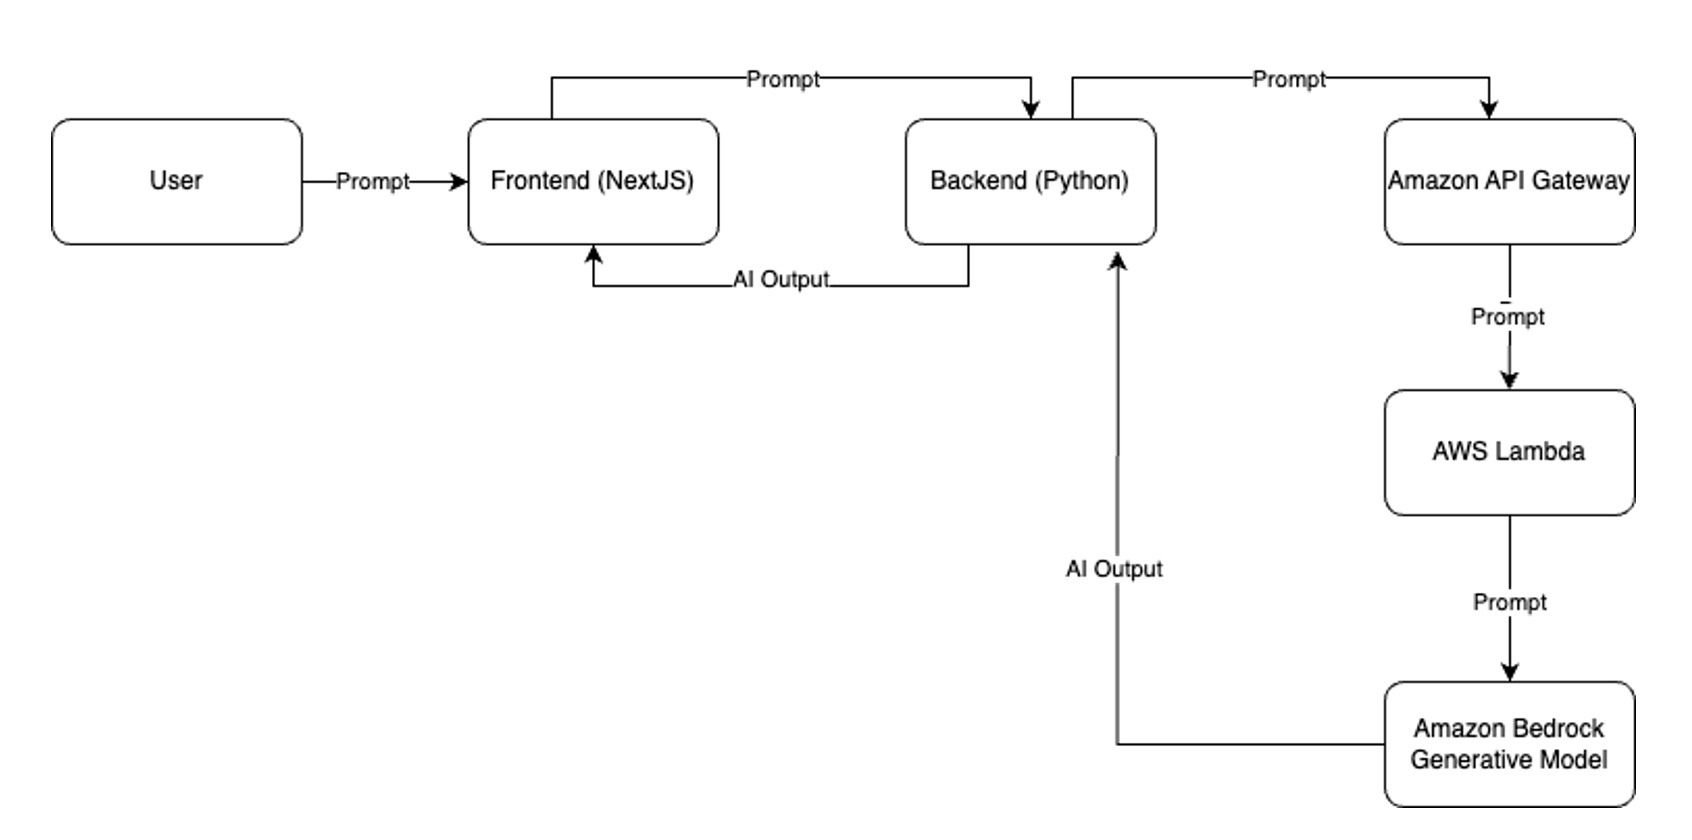 Prompt
Prompt
User
Prompt
Frontend (NextJS)
Backend (Python)
Amazon API Gateway
AI Output
Prompt
AWS Lambda
AI Output
Prompt
Amazon Bedrock
Generative Model